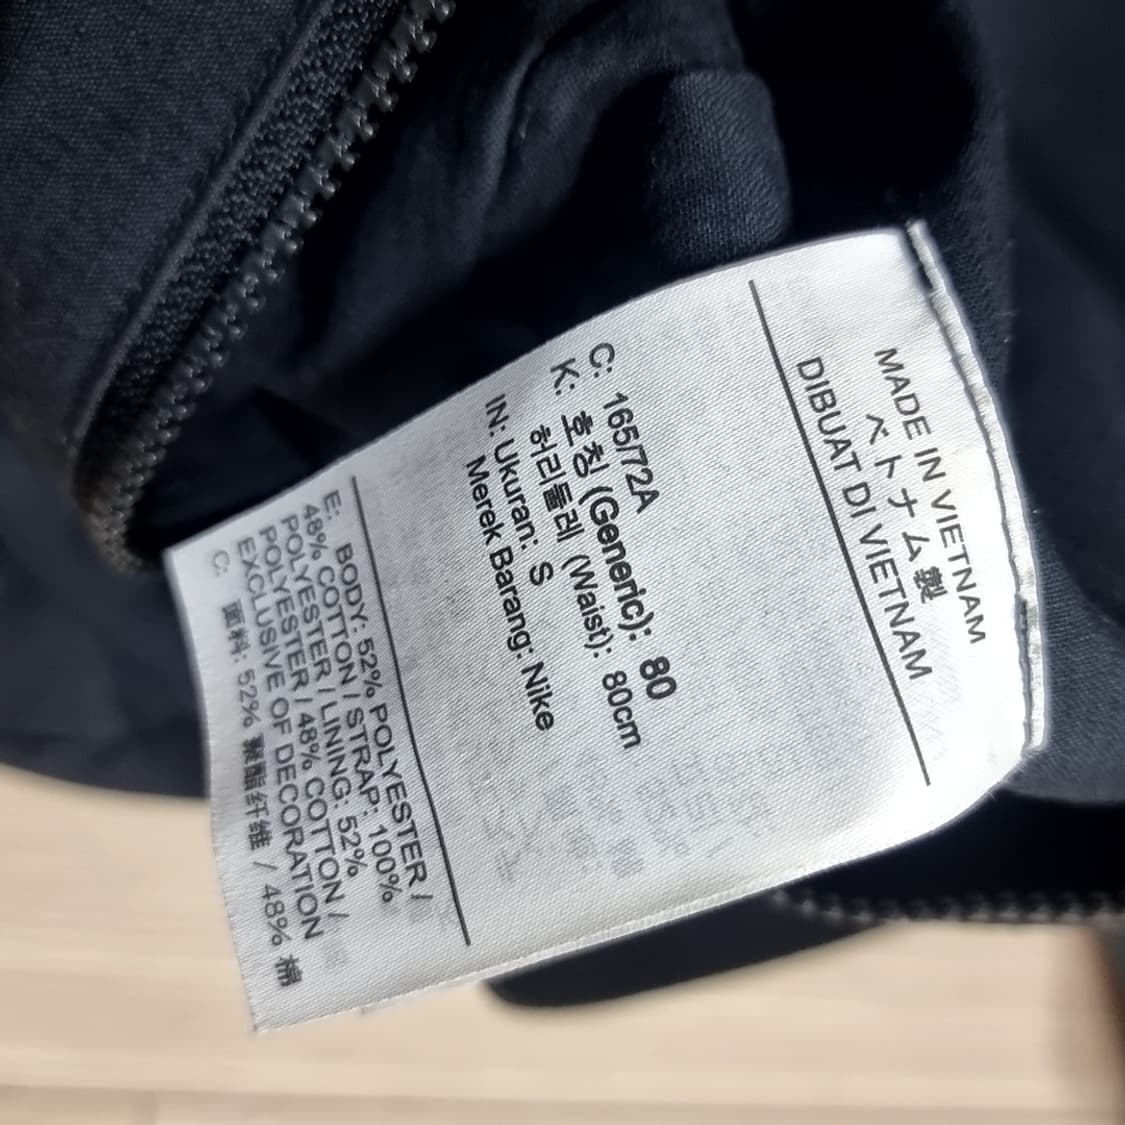 MADE IN VIETNAM
ベトナム製
DIBUAT DI VIETNAM
C: 165/72A
K: 호칭 (Generic): 80
허리둘레 (Waist): 80cm
IN: Ukuran: S
Merek Barang: Nike
E: BODY: 52% POLYESTER /
48% COTTON / STRAP: 100%
POLYESTER / LINING: 52%
POLYESTER / 48% COTTON /
EXCLUSIVE OF DECORATION
C: 面料: 52% 聚酯纤维 / 48% 棉